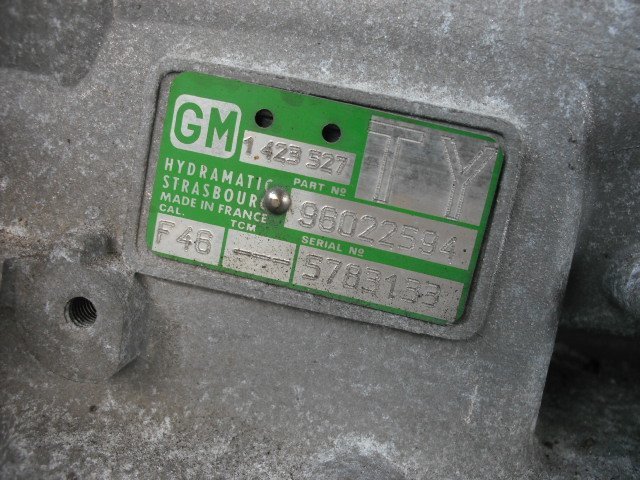 GM
1 423 527
TY
HYDRAMATIC
STRASBOURG
MADE IN FRANCE
PART Nº
96022594
CAL.
TCM
SERIAL Nº
F46
---
5783133